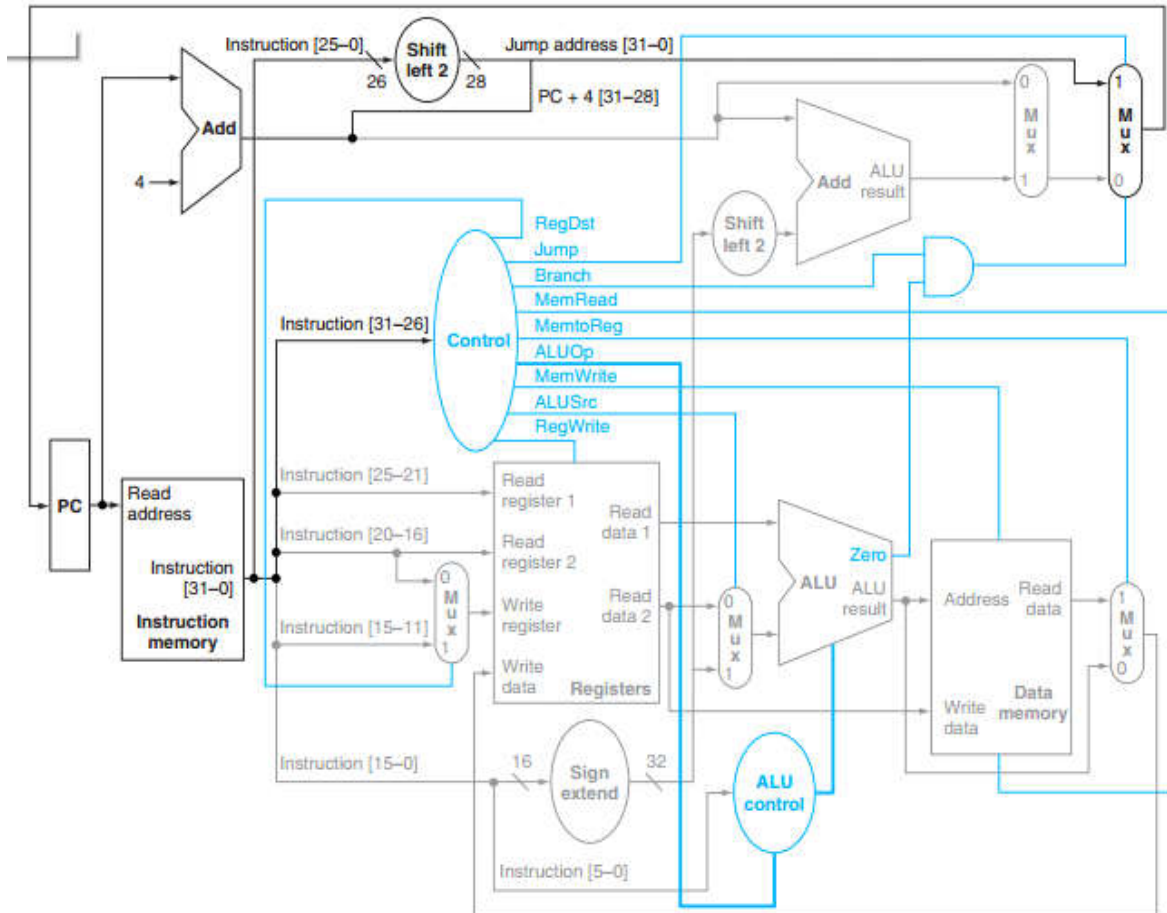 Instruction [25–0]
26
Shift
left 2
28
Jump address [31–0]
PC + 4 [31–28]
Add
4
0
M
u
x
1
1
M
u
x
0
Add
ALU
result
Shift
left 2
RegDst
Jump
Branch
MemRead
MemtoReg
ALUOp
MemWrite
ALUSrc
RegWrite
Control
Instruction [31–26]
PC
Read
address
Instruction
[31–0]
Instruction
memory
Instruction [25–21]
Instruction [20–16]
Instruction [15–11]
0
M
u
x
1
Read
register 1
Read
register 2
Write
register
Write
data
Read
data 1
Read
data 2
Registers
0
M
u
x
1
Zero
ALU
ALU
result
Address
Read
data
Write
data
Data
memory
1
M
u
x
0
Instruction [15–0]
16
Sign
extend
32
ALU
control
Instruction [5–0]